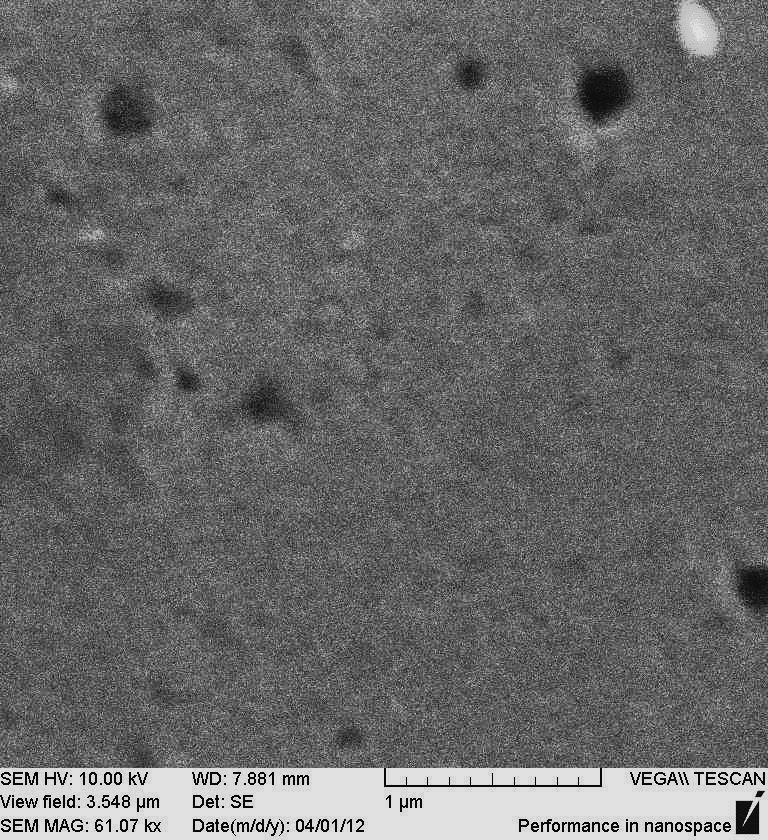 SEM HV: 10.00 kV WD: 7.881 mm VEGA\\ TESCAN
View field: 3.548 µm Det: SE 1 µm
SEM MAG: 61.07 kx Date(m/d/y): 04/01/12 Performance in nanospace